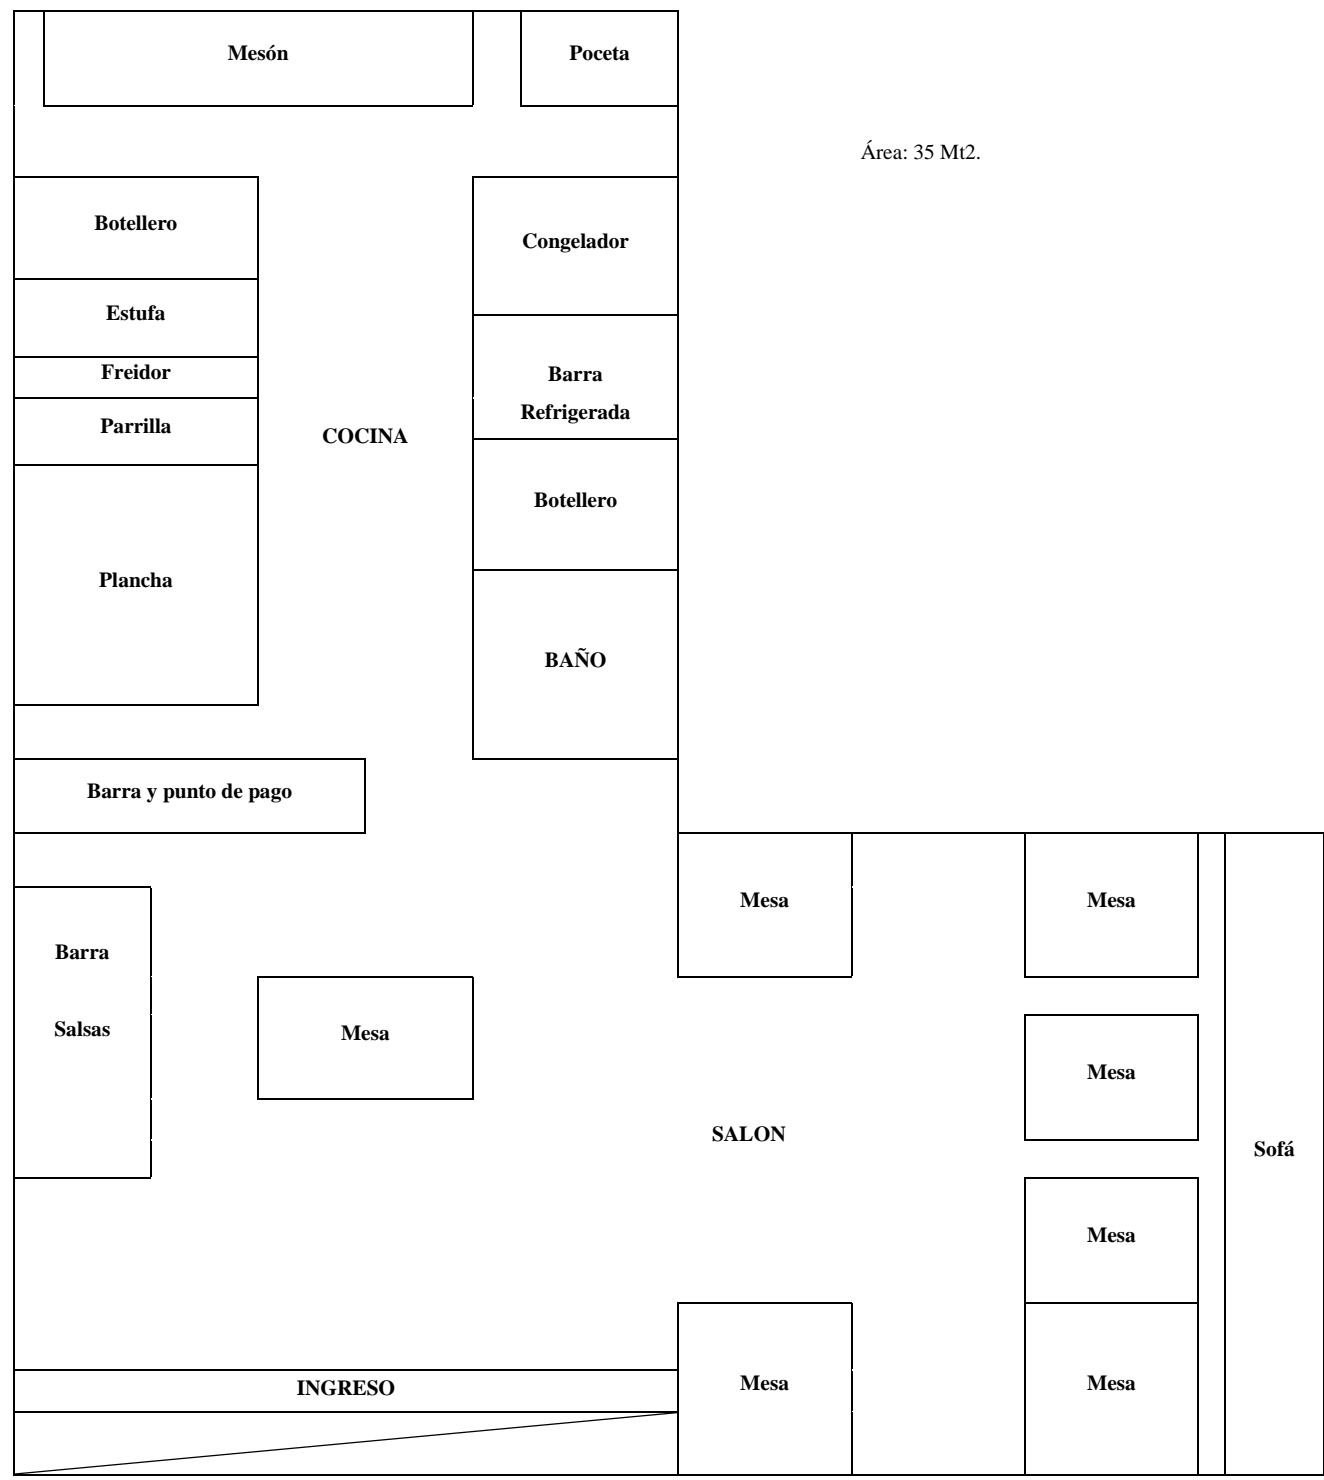 Mesón
Poceta
Área: 35 Mt2.
Botellero
Congelador
Estufa
Freidor
Barra
Refrigerada
Parrilla
COCINA
Botellero
Plancha
BAÑO
Barra y punto de pago
Mesa
Mesa
Barra
Salsas
Mesa
Mesa
SALON
Sofá
Mesa
INGRESO
Mesa
Mesa